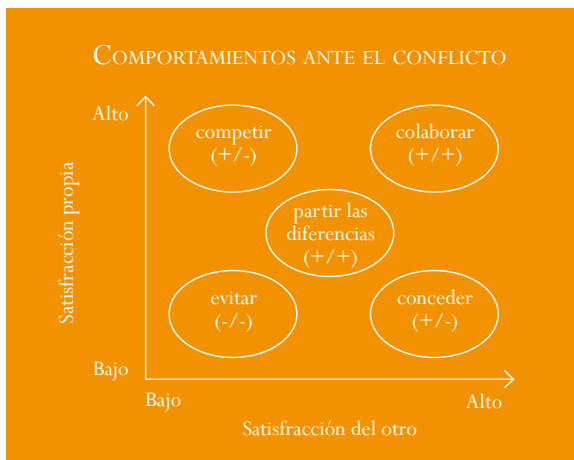 COMPORTAMIENTOS ANTE EL CONFLICTO
Alto
competir
(+/-)
colaborar
(+/+)
Satisfracción propia
partir las
diferencias
(+/+)
evitar
(-/-)
conceder
(+/-)
Bajo
Bajo
Alto
Satisfracción del otro